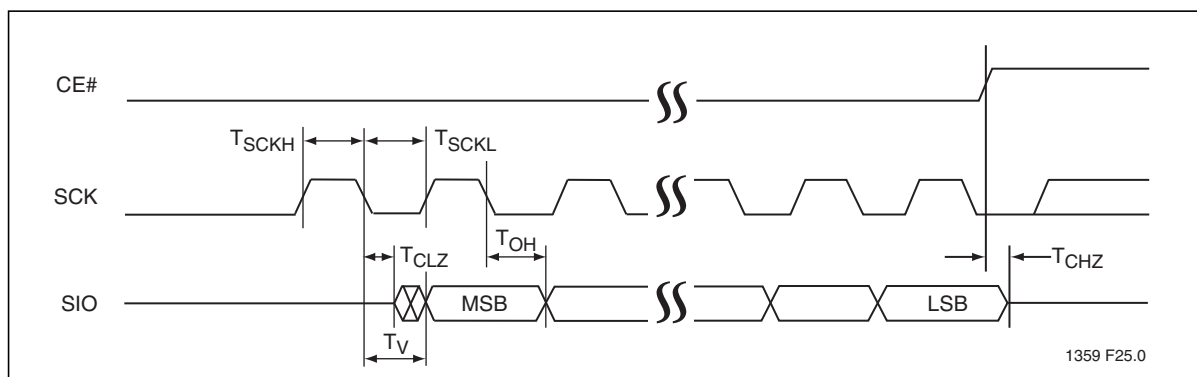 CE#
TSCKH
TSCKL
SCK
TOH
TCLZ
TCHZ
SIO
MSB
LSB
TV
1359 F25.0